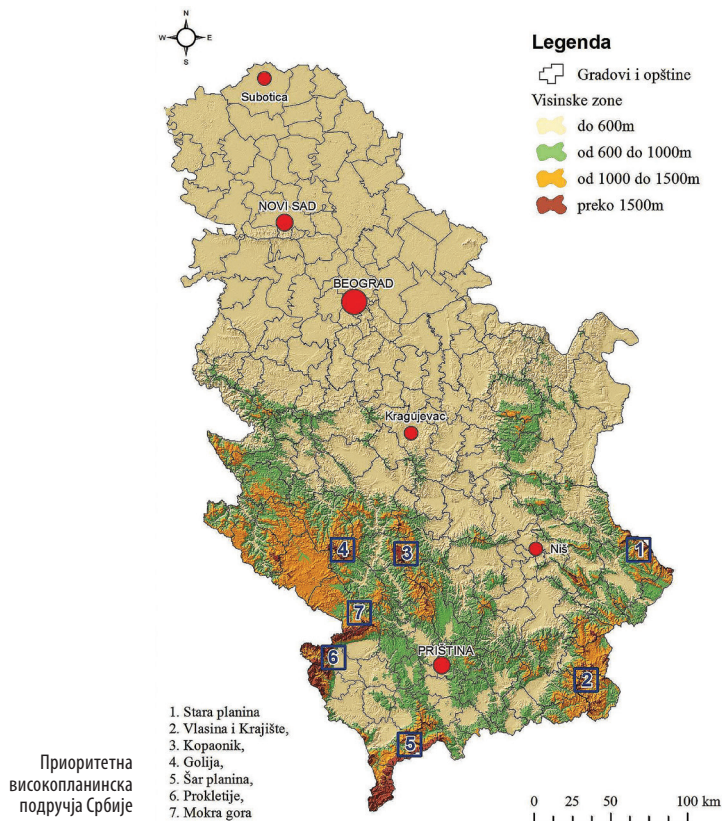 N
W E
S
Legenda
Gradovi i opštine
Visinske zone
do 600m
od 600 do 1000m
od 1000 do 1500m
preko 1500m
Subotica
NOVI SAD
BEOGRAD
Kragujevac
Niš
1
4
3
7
PRIŠTINA
6
2
5
1. Stara planina
2. Vlasina i Krajište,
3. Kopaonik,
4. Golija,
5. Šar planina,
6. Prokletije,
7. Mokra gora
Приоритетна
високопланинска
подручја Србије
0 25 50 100 km